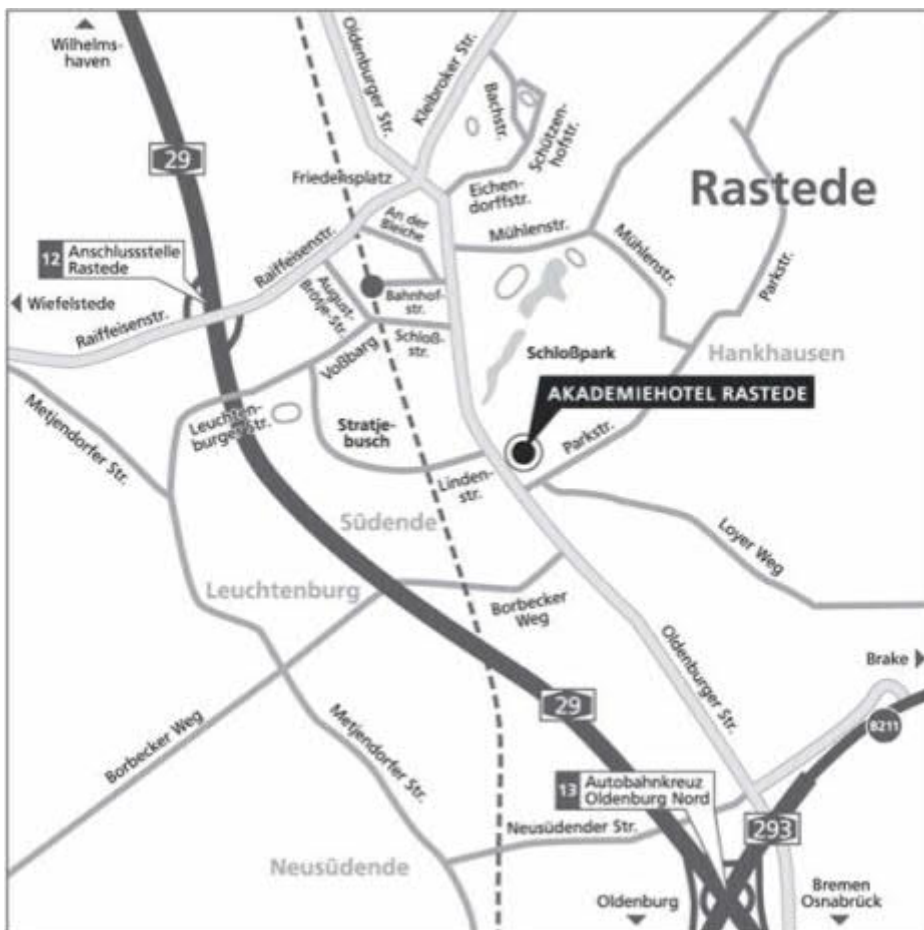 Wilhelms-
haven
Oldenburger Str.
Kleibroker Str.
Bachstr.
Schützen-
hofstr.
29
Friedensplatz
Eichen-
dorffstr.
Rastede
An der
Bleiche
Mühlenstr.
Mühlenstr.
12
Anschlussstelle
Rastede
Raiffeisenstr.
Parkstr.
Wiefelstede
Raiffeisenstr.
August-
Brötje-Str.
Bahnhof-
str.
Schloß-
str.
Voßbarg
Schloßpark
Hankhausen
AKADEMIEHOTEL RASTEDE
Metjendorfer Str.
Leuchten-
burger Str.
Stratje-
busch
Parkstr.
Linden-
str.
Südende
Loyer Weg
Leuchtenburg
Borbecker
Weg
Oldenburger Str.
Brake
29
B211
Borbecker Weg
Metjendorfer Str.
13
Autobahnkreuz
Oldenburg Nord
Neusüdender Str.
293
Neusüdende
Oldenburg
Bremen
Osnabrück